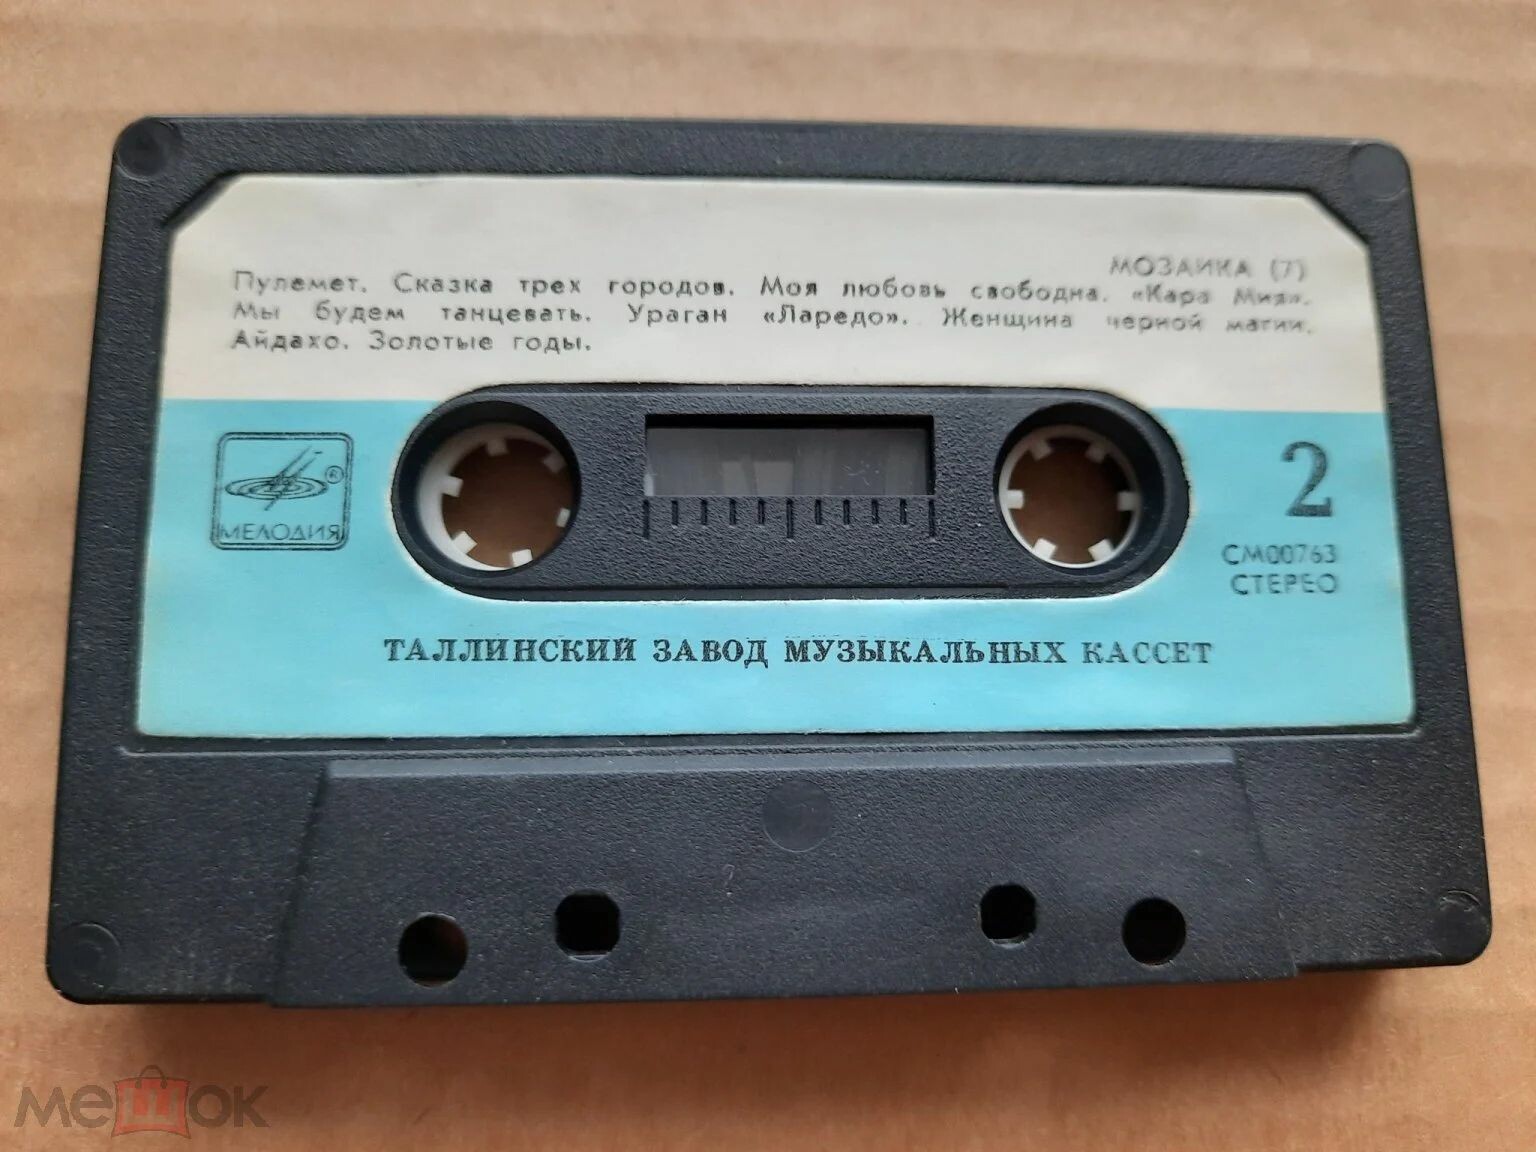 МОЗАИКА (7)
Пулемет. Сказка трех городов. Моя любовь свободна. «Кара Миа».
Мы будем танцевать. Ураган «Ларедо». Женщина черной магии.
Айдахо. Золотые годы.
МЕЛОДИЯ
®
2
СМ00763
СТЕРЕО
ТАЛЛИНСКИЙ ЗАВОД МУЗЫКАЛЬНЫХ КАССЕТ
мешок